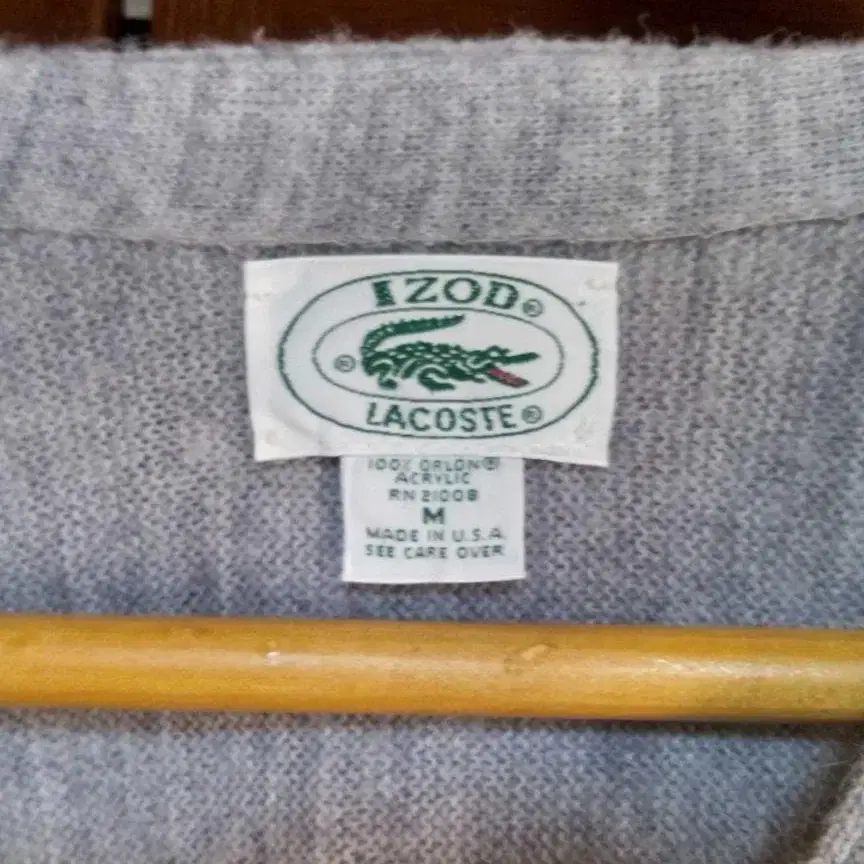 IZOD®
®
LACOSTE®
100% ORLON®
ACRYLIC
RN 21008
M
MADE IN U.S.A.
SEE CARE OVER